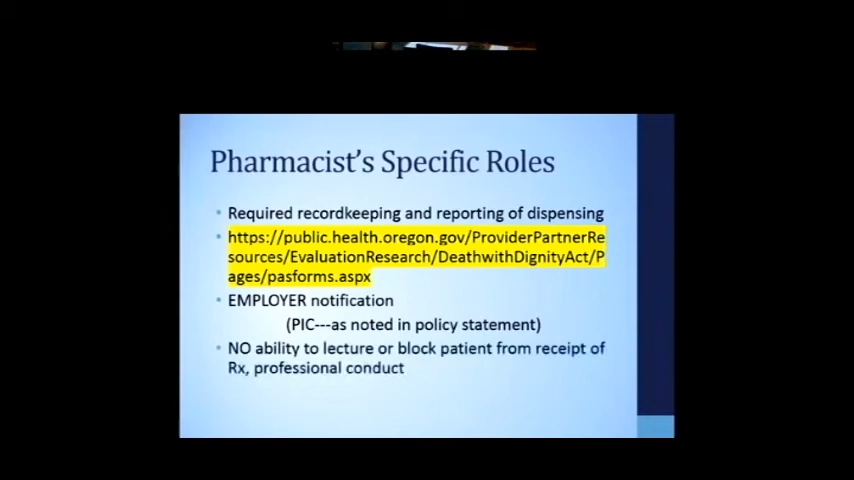 Pharmacist's Specific Roles
• Required recordkeeping and reporting of dispensing
• https://public.health.oregon.gov/ProviderPartnerRe
sources/EvaluationResearch/DeathwithDignityAct/P
ages/pasforms.aspx
• EMPLOYER notification
(PIC---as noted in policy statement)
• NO ability to lecture or block patient from receipt of
Rx, professional conduct